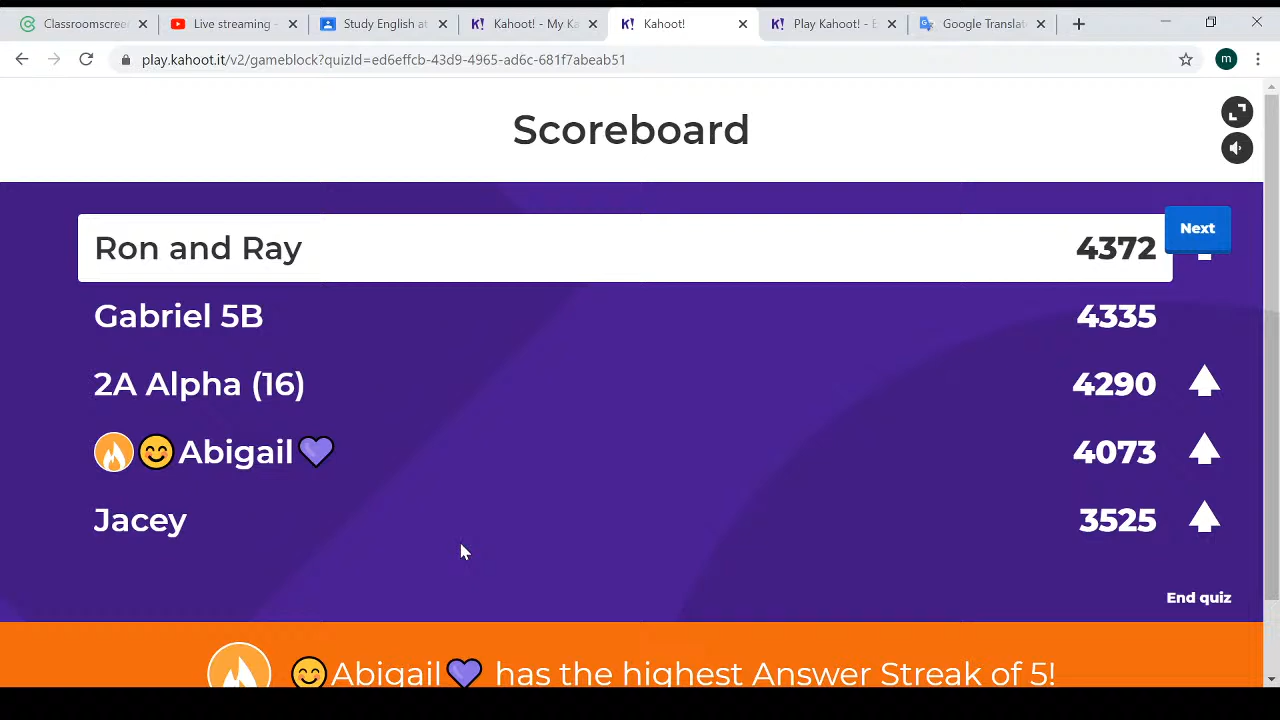 Classroomscree
Live streaming -
Study English at
Kahoot! - My Ka
Kahoot!
Play Kahoot! - E
Google Translat
play.kahoot.it/v2/gameblock?quizId=ed6effcb-43d9-4965-ad6c-681f7abeab51
m
Scoreboard
Next
Ron and Ray 4372
Gabriel 5B 4335
2A Alpha (16) 4290
😊Abigail💜 4073
Jacey 3525
End quiz
😊Abigail💜 has the highest Answer Streak of 5!